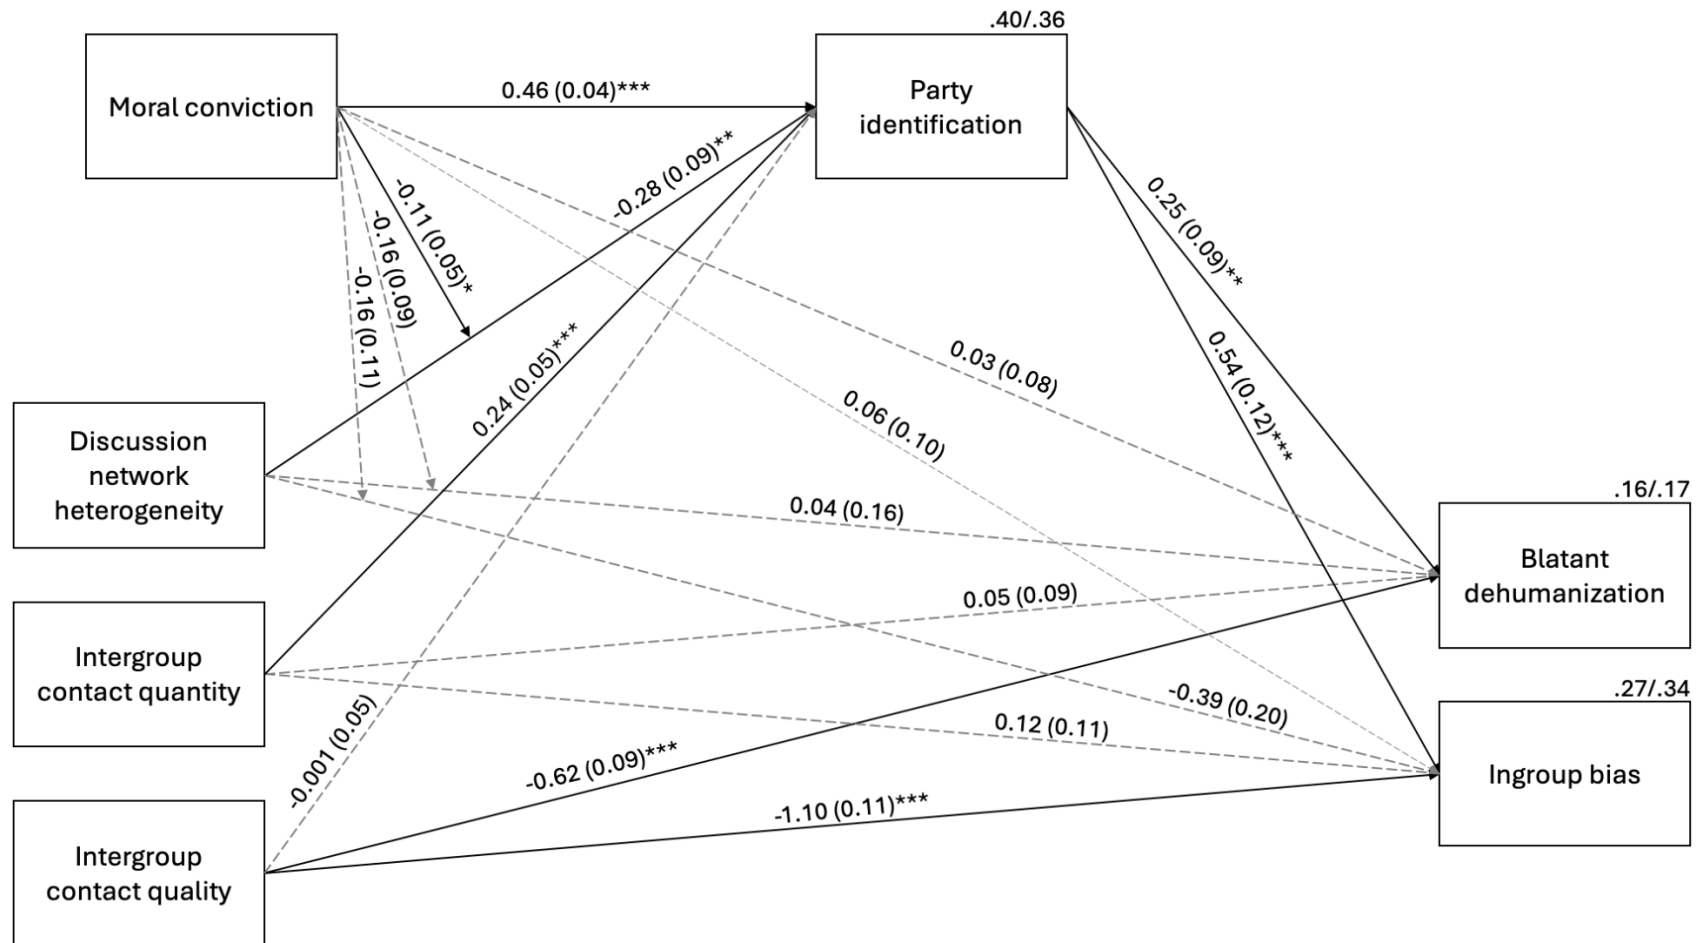 .40/.36
Moral conviction
0.46 (0.04)***
Party
identification
-0.28 (0.09)**
-0.11 (0.05)*
-0.16 (0.09)
-0.16 (0.11)
0.25 (0.09)**
0.54 (0.12)***
0.03 (0.08)
0.06 (0.10)
0.24 (0.05)***
Discussion
network
heterogeneity
0.04 (0.16)
.16/.17
Blatant
dehumanization
0.05 (0.09)
Intergroup
contact quantity
-0.39 (0.20)
0.12 (0.11)
.27/.34
Ingroup bias
-0.001 (0.05)
-0.62 (0.09)***
-1.10 (0.11)***
Intergroup
contact quality